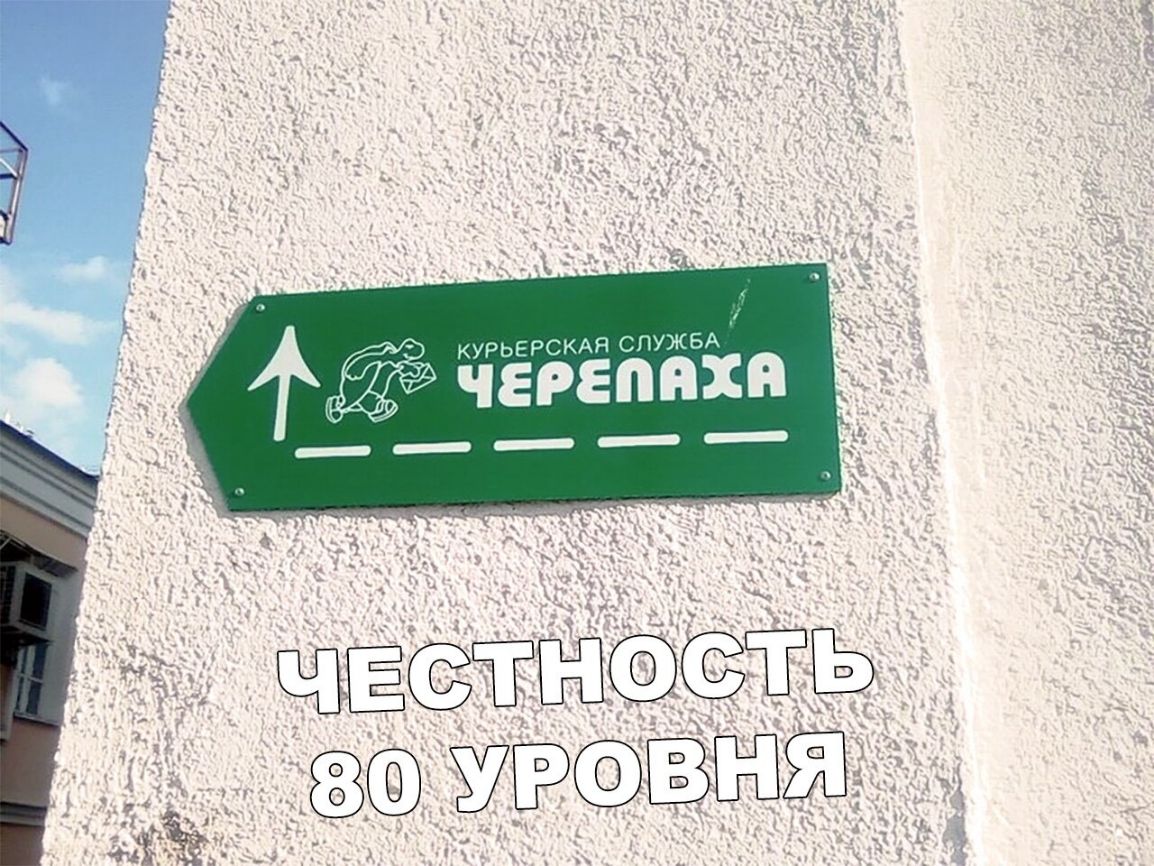 КУРЬЕРСКАЯ СЛУЖБА
ЧЕРЕПАХА
ЧЕСТНОСТЬ
80 УРОВНЯ